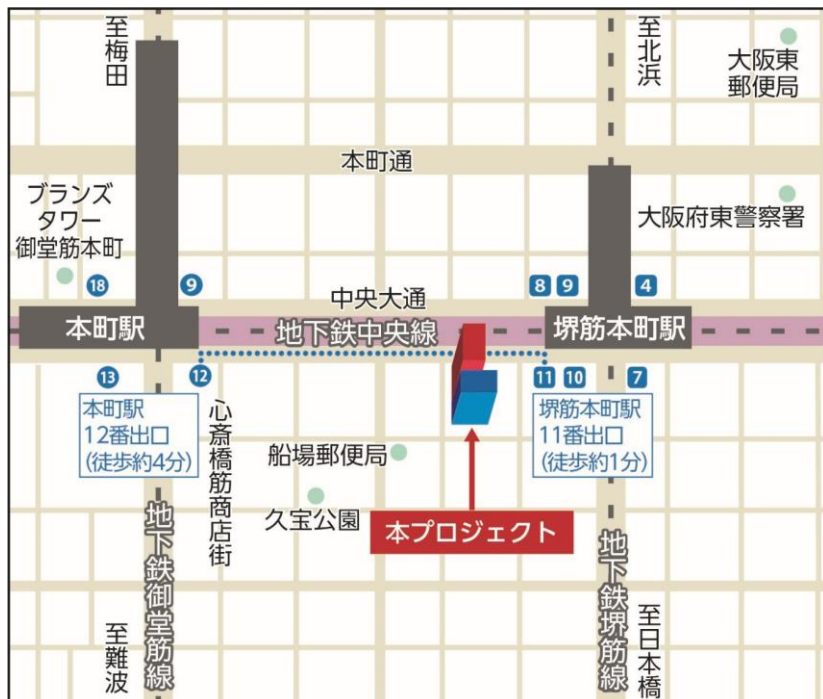 至梅田
至北浜
大阪東
郵便局
本町通
ブランズ
タワー
御堂筋本町
大阪府東警察署
18
9
8
9
4
中央大通
本町駅
地下鉄中央線
堺筋本町駅
13
12
11
10
7
本町駅
12番出口
(徒歩約4分)
心斎橋筋商店街
堺筋本町駅
11番出口
(徒歩約1分)
船場郵便局
久宝公園
本プロジェクト
地下鉄御堂筋線
地下鉄堺筋線
至難波
至日本橋